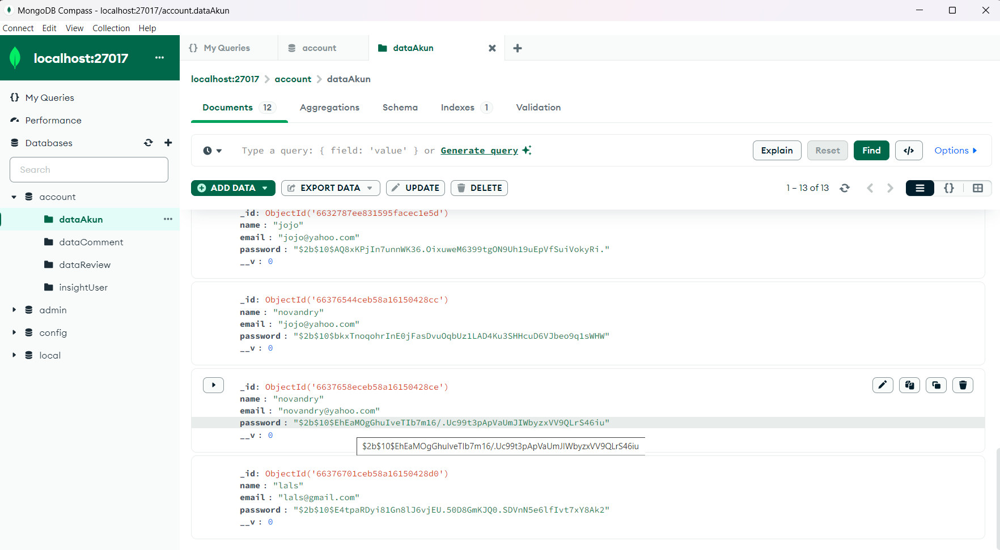 MongoDB Compass - localhost:27017/account.dataAkun
Connect Edit View Collection Help
localhost:27017 ...
My Queries
Performance
Databases
Search
account
dataAkun ...
dataComment
dataReview
insightUser
admin
config
local
{} My Queries
account
dataAkun
localhost:27017 > account > dataAkun
Documents 12 Aggregations Schema Indexes 1 Validation
Type a query: { field: 'value' } or Generate query
Explain Reset Find </> Options
ADD DATA EXPORT DATA UPDATE DELETE
1 – 13 of 13
_id: ObjectId('6632787ee831595facec1e5d')
name : "jojo"
email : "jojo@yahoo.com"
password : "$2b$10$AQ8xKPjIn7unnWK36.OixuweM6399tgON9Uh19uEpVfSuiVokyRi."
__v : 0
_id: ObjectId('66376544ceb58a16150428cc')
name : "novandry"
email : "jojo@yahoo.com"
password : "$2b$10$bkxTnoqohrInE0jFasDvuOqbUz1LAD4Ku3SHHcuD6VJbeo9q1sWHW"
__v : 0
_id: ObjectId('6637658eceb58a16150428ce')
name : "novandry"
email : "novandry@yahoo.com"
password : "$2b$10$EhEaMOgGhuIveTIb7m16/.Uc99t3pApVaUmJIWbyzxVV9QLrS46iu"
__v : 0
$2b$10$EhEaMOgGhuIveTIb7m16/.Uc99t3pApVaUmJIWbyzxVV9QLrS46iu
_id: ObjectId('66376701ceb58a16150428d0')
name : "lals"
email : "lals@gmail.com"
password : "$2b$10$E4tpaRDyi81Gn8lJ6vjEU.50D8GmKJQ0.SDVnN5e6lfIvt7xY8Ak2"
__v : 0